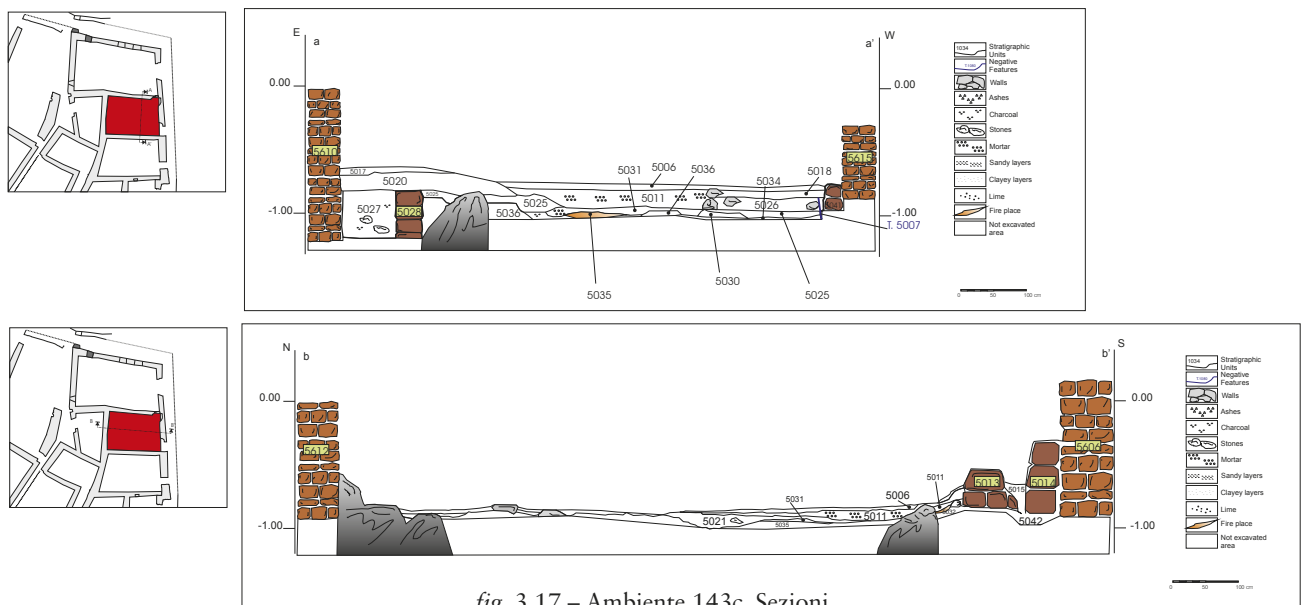 A
A'
E
W
a
a'
0.00
0.00
5610
5615
5017
5031
5006
5036
5034
5018
5020
5025
5011
5027
5028
5025
5036
5026
5041
-1.00
-1.00
T. 5007
5030
5035
5025
1034
Stratigraphic
Units
T.1080
Negative
Features
Walls
Ashes
Charcoal
Stones
Mortar
Sandy layers
Clayey layers
Lime
Fire place
Not excavated
area
0
50
100 cm
B
B'
N
S
b
b'
0.00
0.00
5612
5606
5011
5013
5014
5006
5015
5031
5021
5035
5011
5042
-1.00
-1.00
1034
Stratigraphic
Units
T.1080
Negative
Features
Walls
Ashes
Charcoal
Stones
Mortar
Sandy layers
Clayey layers
Lime
Fire place
Not excavated
area
0
50
100 cm
fig. 3.17 – Ambiente 143c. Sezioni